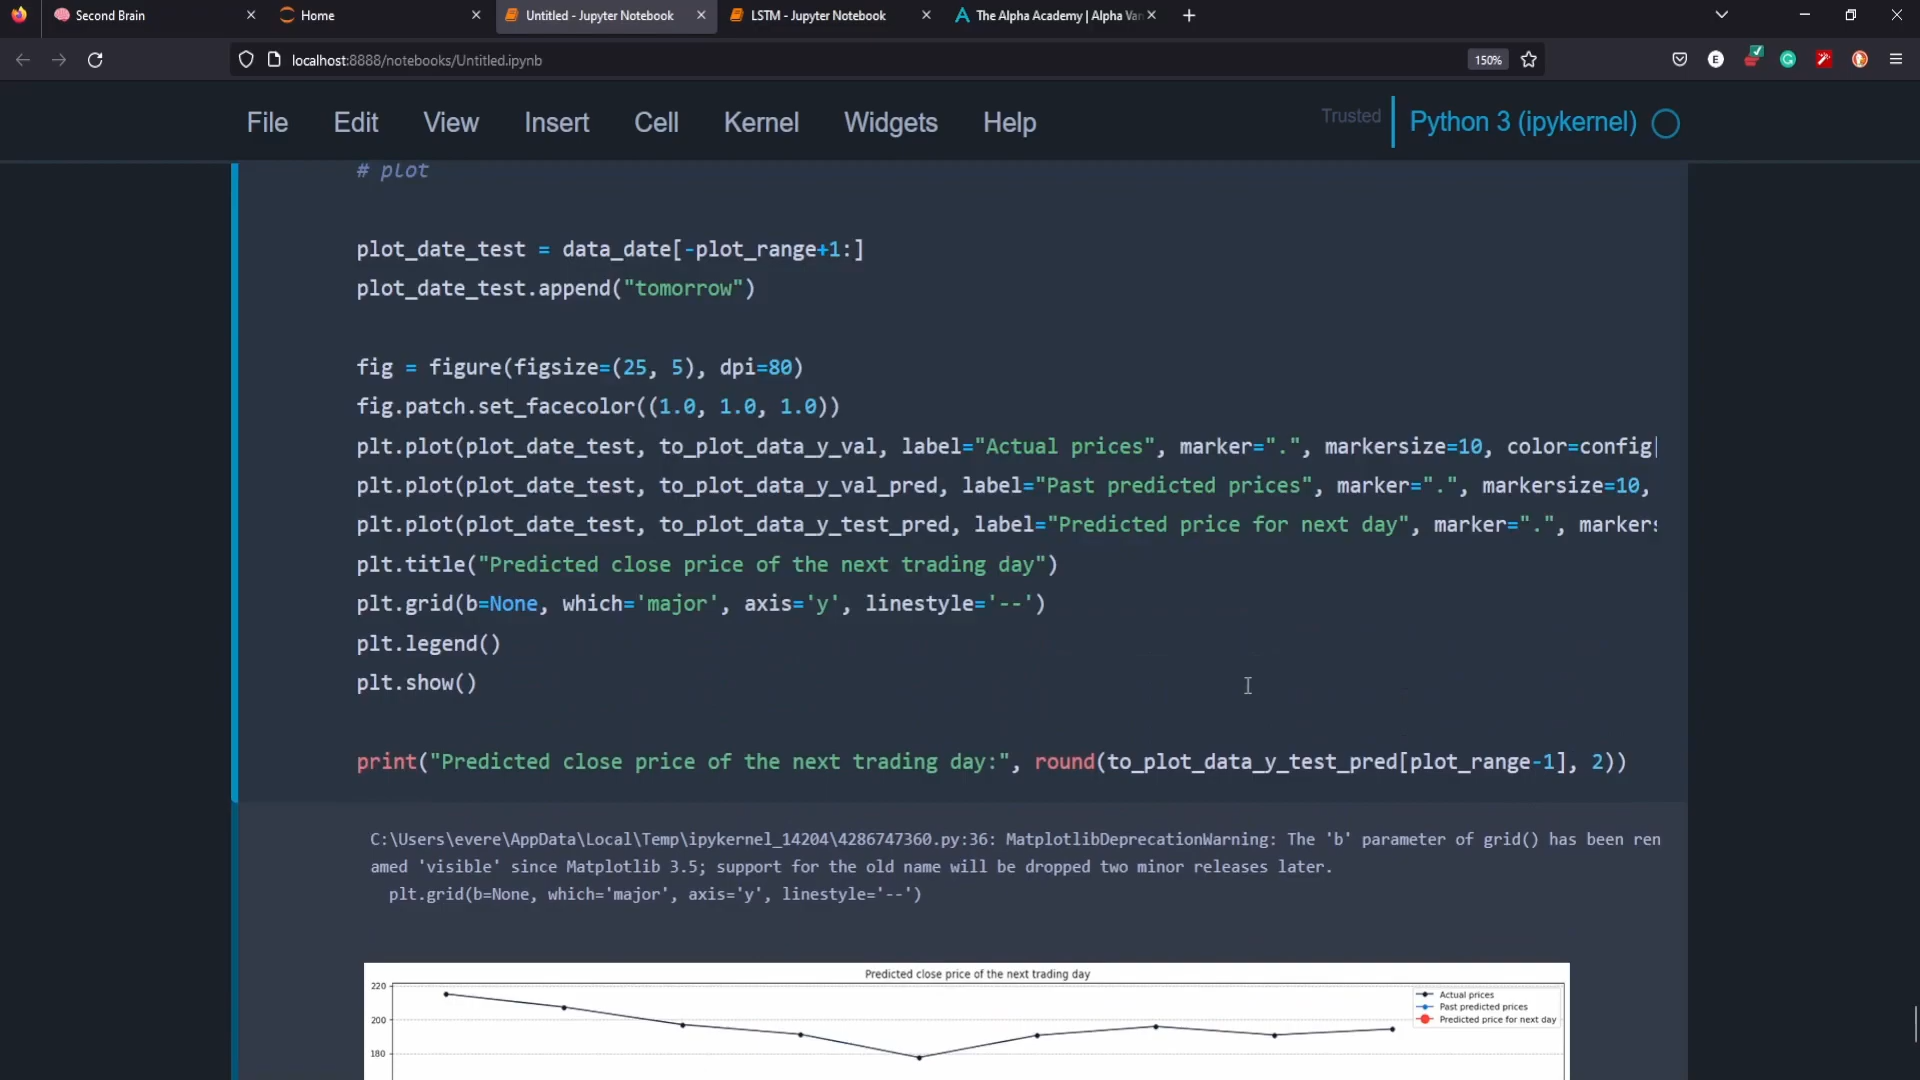 Second Brain
Home
Untitled - Jupyter Notebook
LSTM - Jupyter Notebook
The Alpha Academy | Alpha Van
localhost:8888/notebooks/Untitled.ipynb
150%
E
File Edit View Insert Cell Kernel Widgets Help
Trusted
Python 3 (ipykernel)
# plot
plot_date_test = data_date[-plot_range+1:]
plot_date_test.append("tomorrow")
fig = figure(figsize=(25, 5), dpi=80)
fig.patch.set_facecolor((1.0, 1.0, 1.0))
plt.plot(plot_date_test, to_plot_data_y_val, label="Actual prices", marker=".", markersize=10, color=config[
plt.plot(plot_date_test, to_plot_data_y_val_pred, label="Past predicted prices", marker=".", markersize=10,
plt.plot(plot_date_test, to_plot_data_y_test_pred, label="Predicted price for next day", marker=".", markers
plt.title("Predicted close price of the next trading day")
plt.grid(b=None, which='major', axis='y', linestyle='--')
plt.legend()
plt.show()
print("Predicted close price of the next trading day:", round(to_plot_data_y_test_pred[plot_range-1], 2))
C:\Users\evere\AppData\Local\Temp\ipykernel_14204\4286747360.py:36: MatplotlibDeprecationWarning: The 'b' parameter of grid() has been ren
amed 'visible' since Matplotlib 3.5; support for the old name will be dropped two minor releases later.
plt.grid(b=None, which='major', axis='y', linestyle='--')
Predicted close price of the next trading day
220
200
180
Actual prices
Past predicted prices
Predicted price for next day